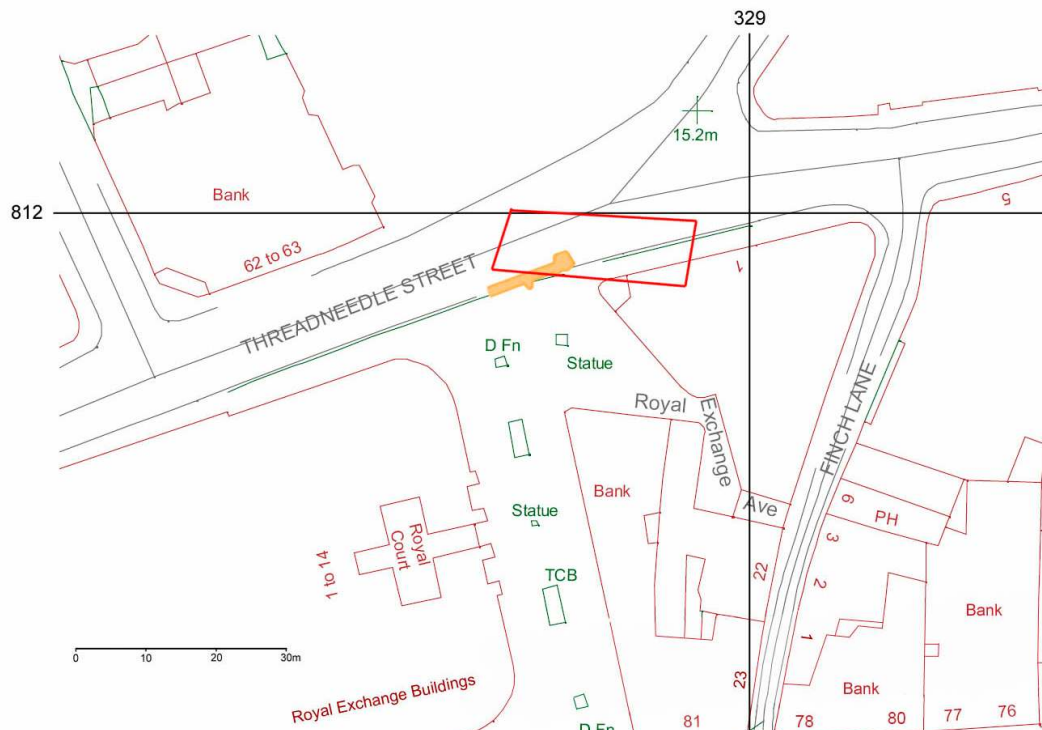 329
15.2m
Bank
812
5
62 to 63
THREADNEEDLE STREET
1
D Fn
Statue
Royal
Exchange
Ave
FINCH LANE
Bank
Statue
Royal
Court
1 to 14
TCB
6
PH
3
2
1
22
23
Bank
0 10 20 30m
Royal Exchange Buildings
Bank
81
78
80
77
76
D Fn